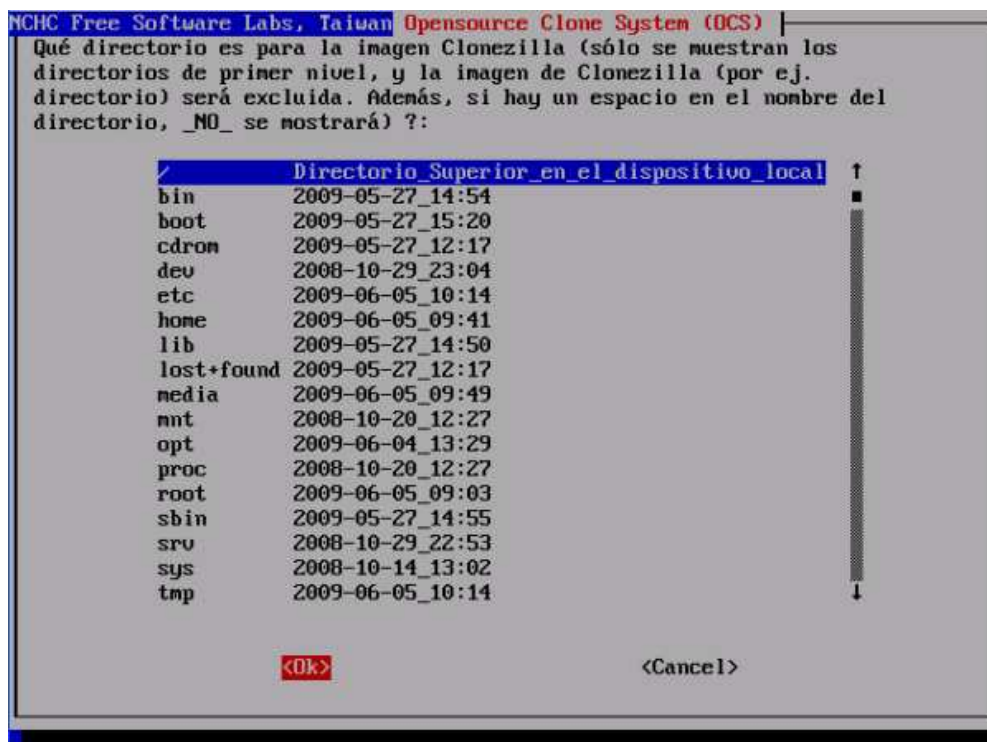 NCHC Free Software Labs, Taiwan Opensource Clone System (OCS)
Qué directorio es para la imagen Clonezilla (sólo se muestran los
directorios de primer nivel, y la imagen de Clonezilla (por ej.
directorio) será excluida. Además, si hay un espacio en el nombre del
directorio, _NO_ se mostrará) ?:
/ Directorio_Superior_en_el_dispositivo_local
bin 2009-05-27_14:54
boot 2009-05-27_15:20
cdrom 2009-05-27_12:17
dev 2008-10-29_23:04
etc 2009-06-05_10:14
home 2009-06-05_09:41
lib 2009-05-27_14:50
lost+found 2009-05-27_12:17
media 2009-06-05_09:49
mnt 2008-10-20_12:27
opt 2009-06-04_13:29
proc 2008-10-20_12:27
root 2009-06-05_09:03
sbin 2009-05-27_14:55
srv 2008-10-29_22:53
sys 2008-10-14_13:02
tmp 2009-06-05_10:14
<Ok> <Cancel>